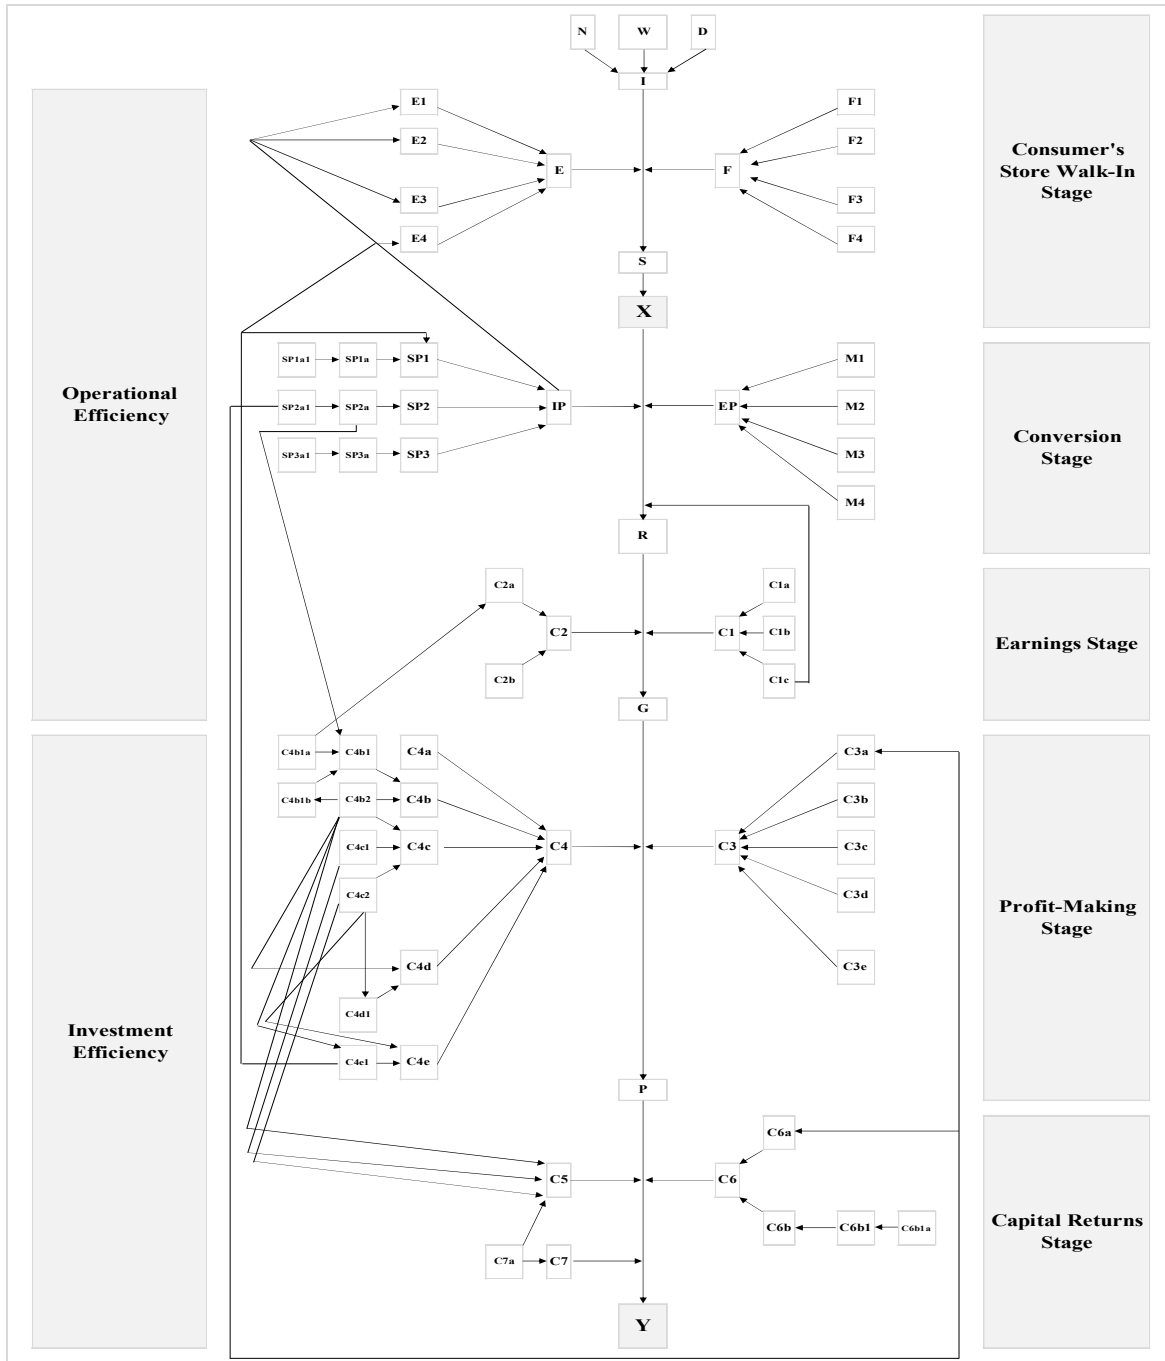 N
W
D
I
E1
E2
E3
E4
E
F
F1
F2
F3
F4
S
X
Consumer's
Store Walk-In
Stage
Operational
Efficiency
SP1a1
SP1a
SP1
SP2a1
SP2a
SP2
SP3a1
SP3a
SP3
IP
EP
M1
M2
M3
M4
Conversion
Stage
R
C2a
C2
C2b
C1a
C1
C1b
C1c
Earnings Stage
G
C4b1a
C4b1
C4a
C4b1b
C4b2
C4b
C4c1
C4c
C4c2
C4
C4d
C4d1
C4e1
C4e
C3
C3a
C3b
C3c
C3d
C3e
Profit-Making
Stage
Investment
Efficiency
P
C5
C7a
C7
C6a
C6
C6b
C6b1
C6b1a
Capital Returns
Stage
Y